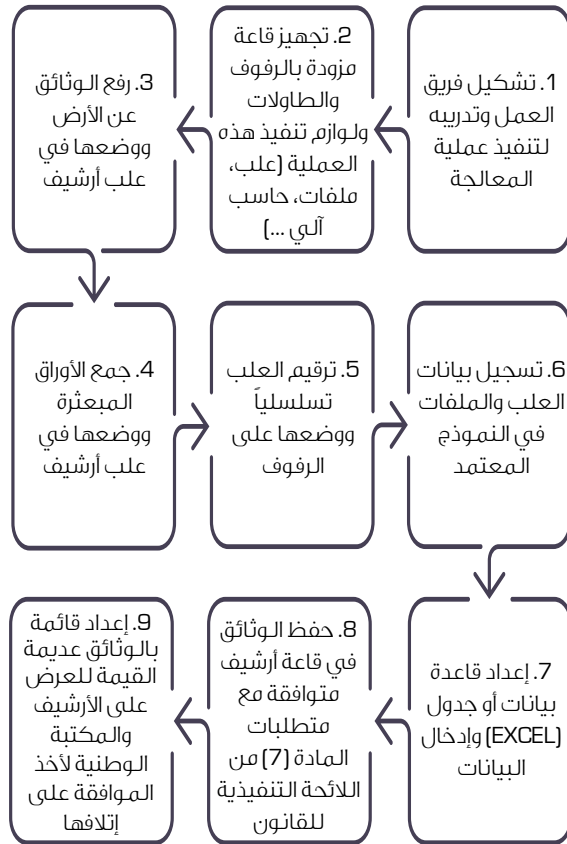 1. تشكيل فريق
العمل وتدريبه
لتنفيذ عملية
المعالجة
2. تجهيز قاعة
مزودة بالرفوف
والطاولات
ولوازم تنفيذ هذه
العملية (علب،
ملفات، حاسب
آلي ...)
3. رفع الوثائق
عن الأرض
ووضعها في
علب أرشيف
4. جمع الأوراق
المبعثرة
ووضعها في
علب أرشيف
5. ترقيم العلب
تسلسلياً
ووضعها على
الرفوف
6. تسجيل بيانات
العلب والملفات
في النموذج
المعتمد
7. إعداد قاعدة
بيانات أو جدول
(EXCEL) وإدخال
البيانات
8. حفظ الوثائق
في قاعة أرشيف
متوافقة مع
متطلبات
المادة (7) من
اللائحة التنفيذية
للقانون
9. إعداد قائمة
بالوثائق عديمة
القيمة للعرض
على الأرشيف
والمكتبة
الوطنية لأخذ
الموافقة على
إتلافها